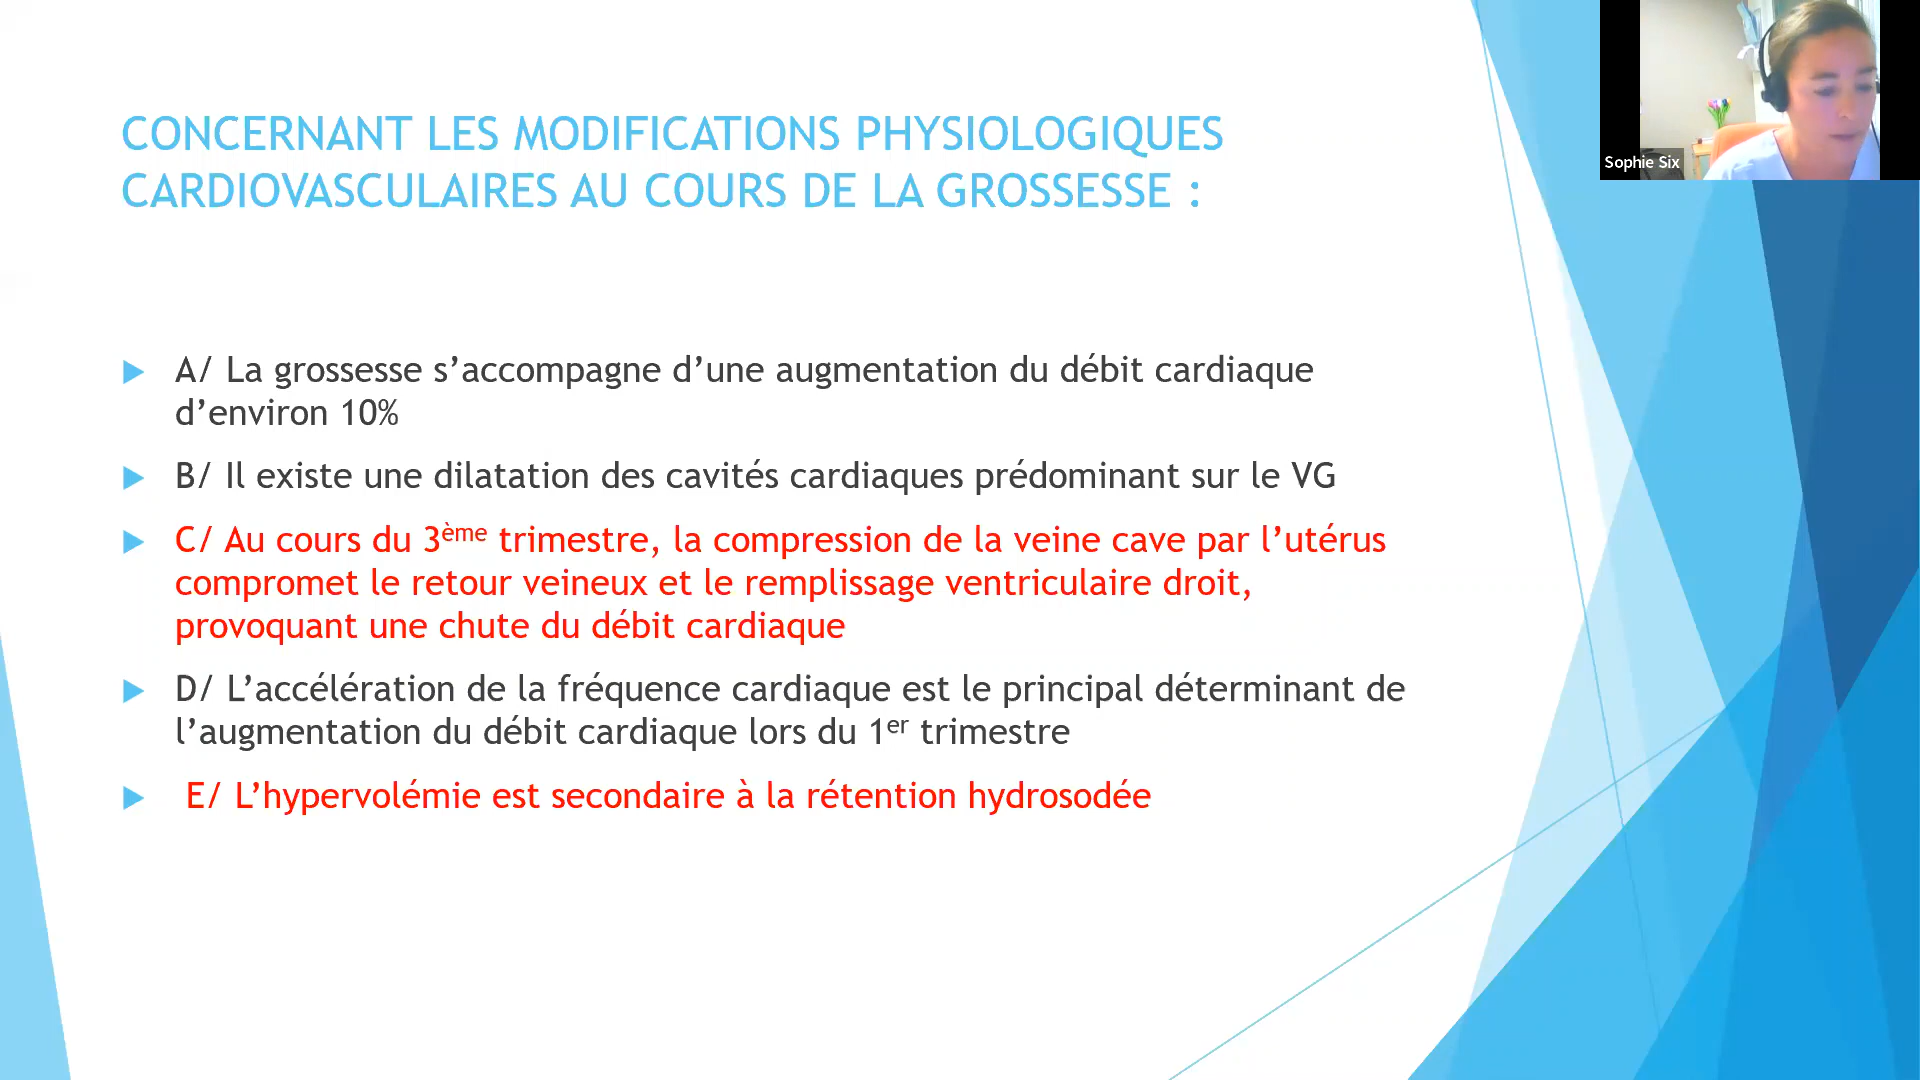 CONCERNANT LES MODIFICATIONS PHYSIOLOGIQUES
CARDIOVASCULAIRES AU COURS DE LA GROSSESSE :
Sophie Six
A/ La grossesse s’accompagne d’une augmentation du débit cardiaque
d’environ 10%
B/ Il existe une dilatation des cavités cardiaques prédominant sur le VG
C/ Au cours du 3ème trimestre, la compression de la veine cave par l’utérus
compromet le retour veineux et le remplissage ventriculaire droit,
provoquant une chute du débit cardiaque
D/ L’accélération de la fréquence cardiaque est le principal déterminant de
l’augmentation du débit cardiaque lors du 1er trimestre
E/ L’hypervolémie est secondaire à la rétention hydrosodée